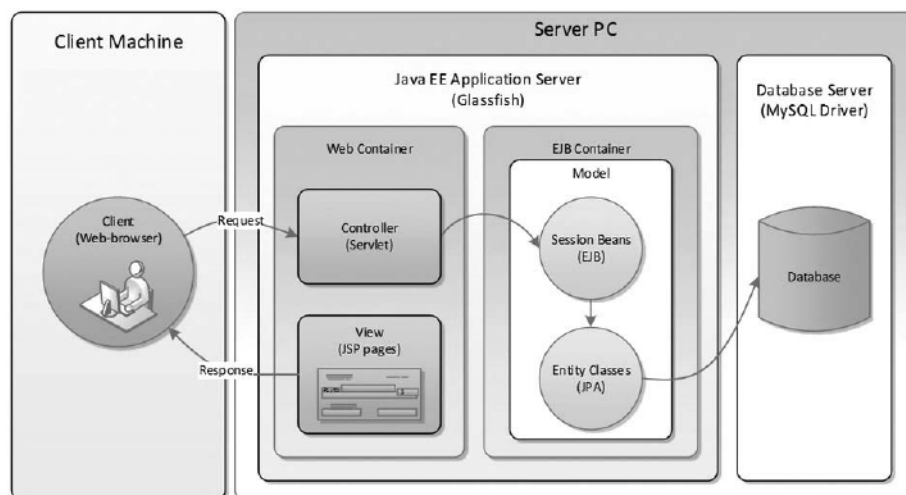 Client Machine
Server PC
Java EE Application Server
(Glassfish)
Database Server
(MySQL Driver)
Web Container
EJB Container
Model
Client
(Web-browser)
Request
Controller
(Servlet)
Session Beans
(EJB)
Database
View
(JSP pages)
Response
Entity Classes
(JPA)